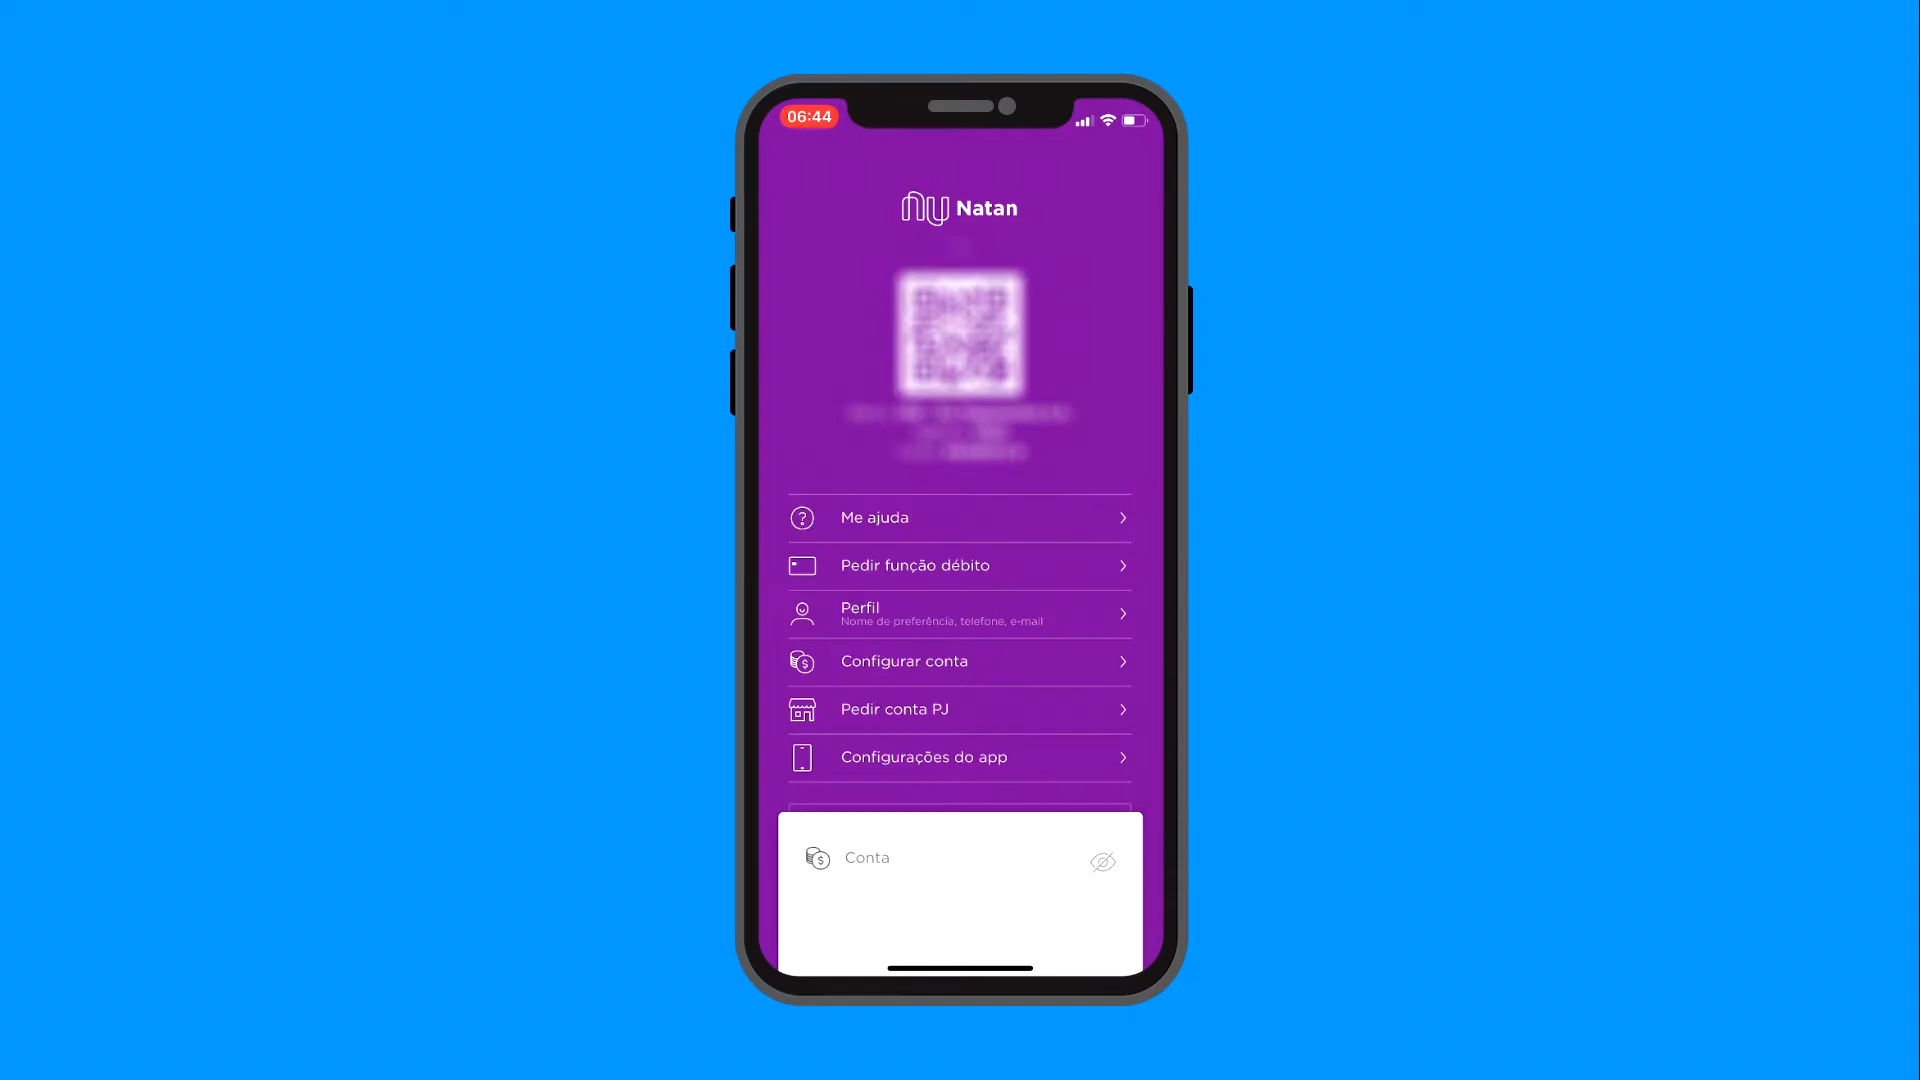 06:44
nu Natan
Me ajuda
Pedir função débito
Perfil
Nome de preferência, telefone, e-mail
Configurar conta
Pedir conta PJ
Configurações do app
Conta